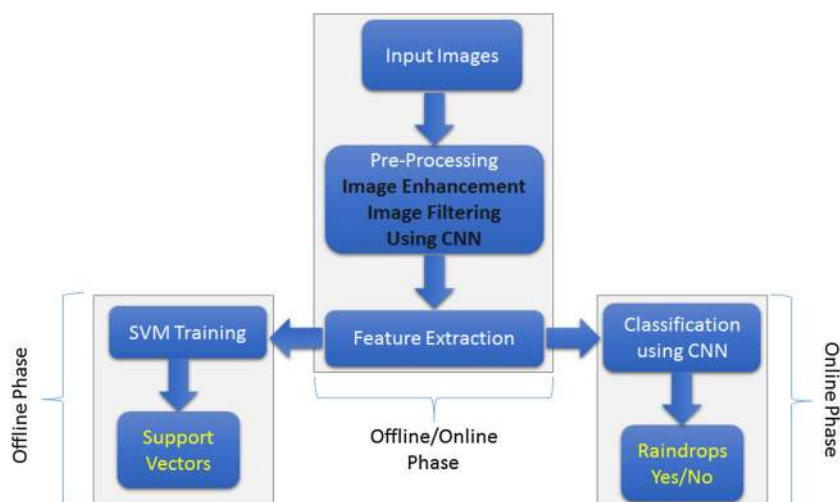 Input Images
Pre-Processing
Image Enhancement
Image Filtering
Using CNN
Feature Extraction
SVM Training
Support
Vectors
Classification
using CNN
Raindrops
Yes/No
Offline Phase
Offline/Online
Phase
Online Phase